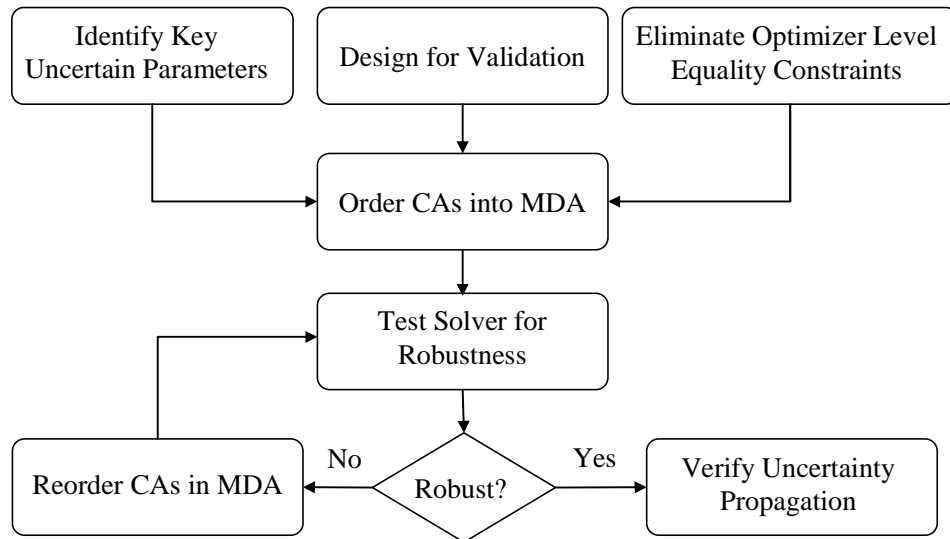 Identify Key
Uncertain Parameters
Design for Validation
Eliminate Optimizer Level
Equality Constraints
Order CAs into MDA
Test Solver for
Robustness
No
Yes
Reorder CAs in MDA
Robust?
Verify Uncertainty
Propagation